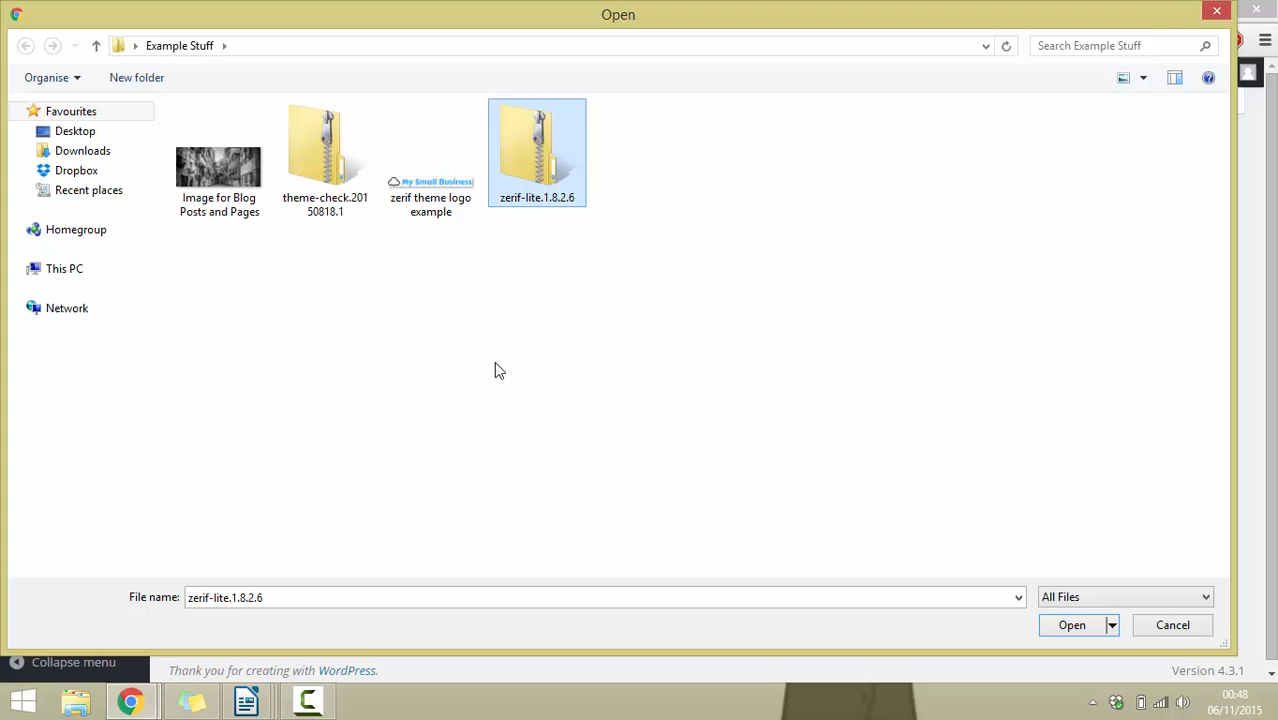 Open
Example Stuff
Search Example Stuff
Organise
New folder
Favourites
Desktop
Downloads
Dropbox
Recent places
Homegroup
This PC
Network
Image for Blog
Posts and Pages
theme-check.201
50818.1
My Small Business
zerif theme logo
example
zerif-lite.1.8.2.6
File name:
zerif-lite.1.8.2.6
All Files
Open
Cancel
Collapse menu
Thank you for creating with WordPress.
Version 4.3.1
00:48
06/11/2015